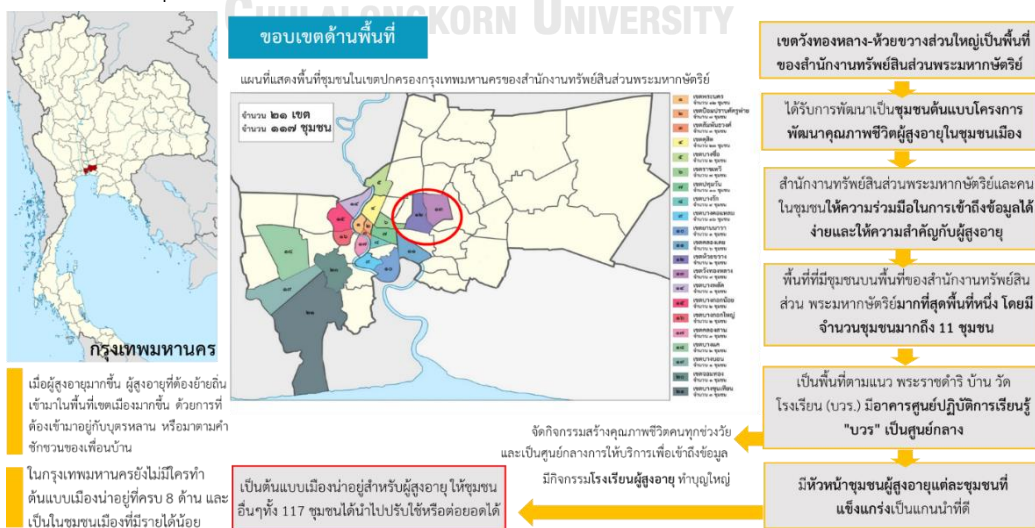 CHULALONGKORN UNIVERSITY
ขอบเขตด้านพื้นที่
แผนที่แสดงพื้นที่ชุมชนในเขตปกครองกรุงเทพมหานครของสำนักงานทรัพย์สินส่วนพระมหากษัตริย์
จำนวน ๒๑ เขต
จำนวน ๑๑๗ ชุมชน
กรุงเทพมหานคร
เมื่อผู้สูงอายุมากขึ้น ผู้สูงอายุที่ต้องย้ายถิ่น
เข้ามาในพื้นที่เขตเมืองมากขึ้น ด้วยการที่
ต้องเข้ามาอยู่กับบุตรหลาน หรือมาตามคำ
ชักชวนของเพื่อนบ้าน
ในกรุงเทพมหานครยังไม่มีใครทำ
ต้นแบบเมืองน่าอยู่ที่ครบ 8 ด้าน และ
เป็นในชุมชนเมืองที่มีรายได้น้อย
เขตวังทองหลาง-ห้วยขวางส่วนใหญ่เป็นพื้นที่
ของสำนักงานทรัพย์สินส่วนพระมหากษัตริย์
ได้รับการพัฒนาเป็นชุมชนต้นแบบโครงการ
พัฒนาคุณภาพชีวิตผู้สูงอายุในชุมชนเมือง
สำนักงานทรัพย์สินส่วนพระมหากษัตริย์และคน
ในชุมชนให้ความร่วมมือในการเข้าถึงข้อมูลได้
ง่ายและให้ความสำคัญกับผู้สูงอายุ
พื้นที่ที่มีชุมชนบนพื้นที่ของสำนักงานทรัพย์สิน
ส่วน พระมหากษัตริย์มากที่สุดพื้นที่หนึ่ง โดยมี
จำนวนชุมชนมากถึง 11 ชุมชน
เป็นพื้นที่ตามแนว พระราชดำริ บ้าน วัด
โรงเรียน (บวร.) มีอาคารศูนย์ปฏิบัติการเรียนรู้
"บวร" เป็นศูนย์กลาง
มีหัวหน้าชุมชนผู้สูงอายุแต่ละชุมชนที่
แข็งแกร่งเป็นแกนนำที่ดี
จัดกิจกรรมสร้างคุณภาพชีวิตคนทุกช่วงวัย
และเป็นศูนย์กลางการให้บริการเพื่อเข้าถึงข้อมูล
มีกิจกรรมโรงเรียนผู้สูงอายุ ทำบุญใหญ่
เป็นต้นแบบเมืองน่าอยู่สำหรับผู้สูงอายุ ให้ชุมชน
อื่นๆทั้ง 117 ชุมชนได้นำไปปรับใช้หรือต่อยอดได้